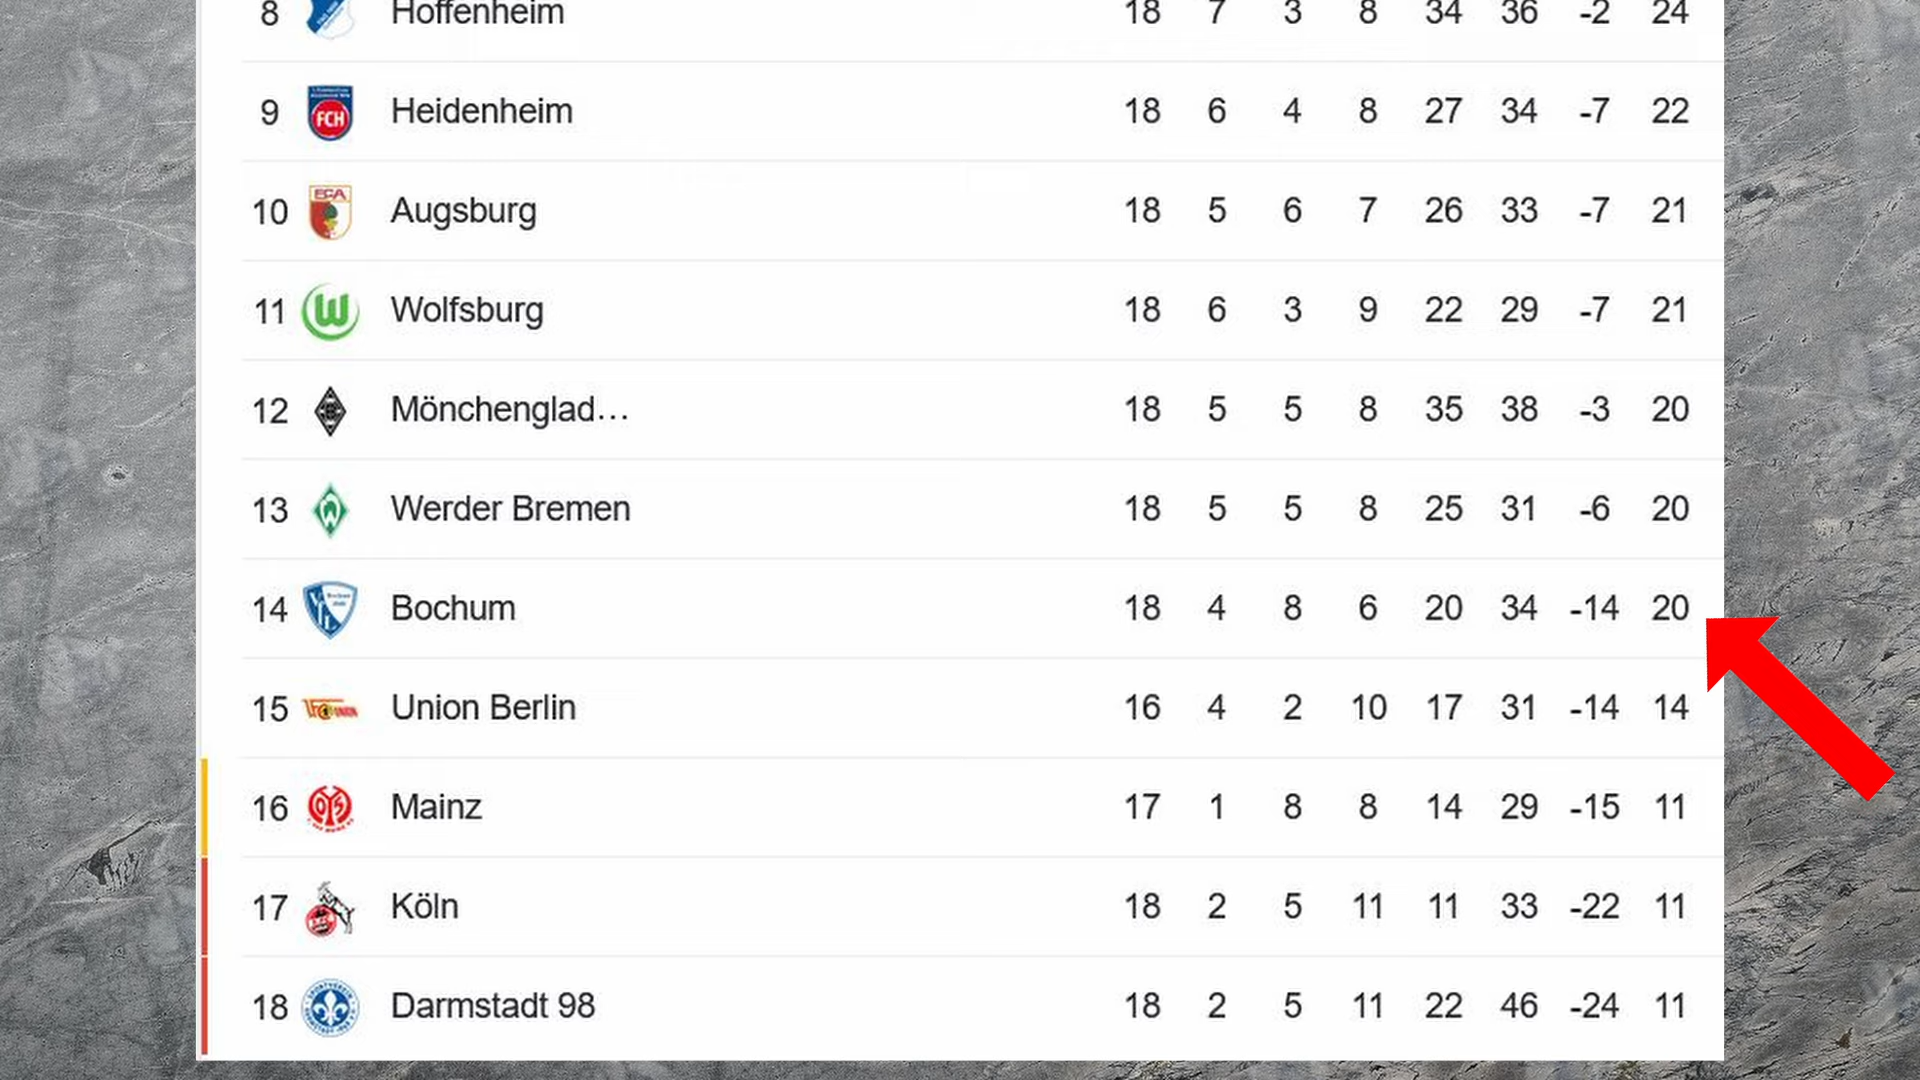 8 Hoffenheim 18 7 3 8 34 36 -2 24
9 FCH Heidenheim 18 6 4 8 27 34 -7 22
10 FCA Augsburg 18 5 6 7 26 33 -7 21
11 W Wolfsburg 18 6 3 9 22 29 -7 21
12 Mönchenglad... 18 5 5 8 35 38 -3 20
13 W Werder Bremen 18 5 5 8 25 31 -6 20
14 VfL Bochum 18 4 8 6 20 34 -14 20
15 Union Berlin 16 4 2 10 17 31 -14 14
16 Mainz 17 1 8 8 14 29 -15 11
17 Köln 18 2 5 11 11 33 -22 11
18 Darmstadt 98 18 2 5 11 22 46 -24 11